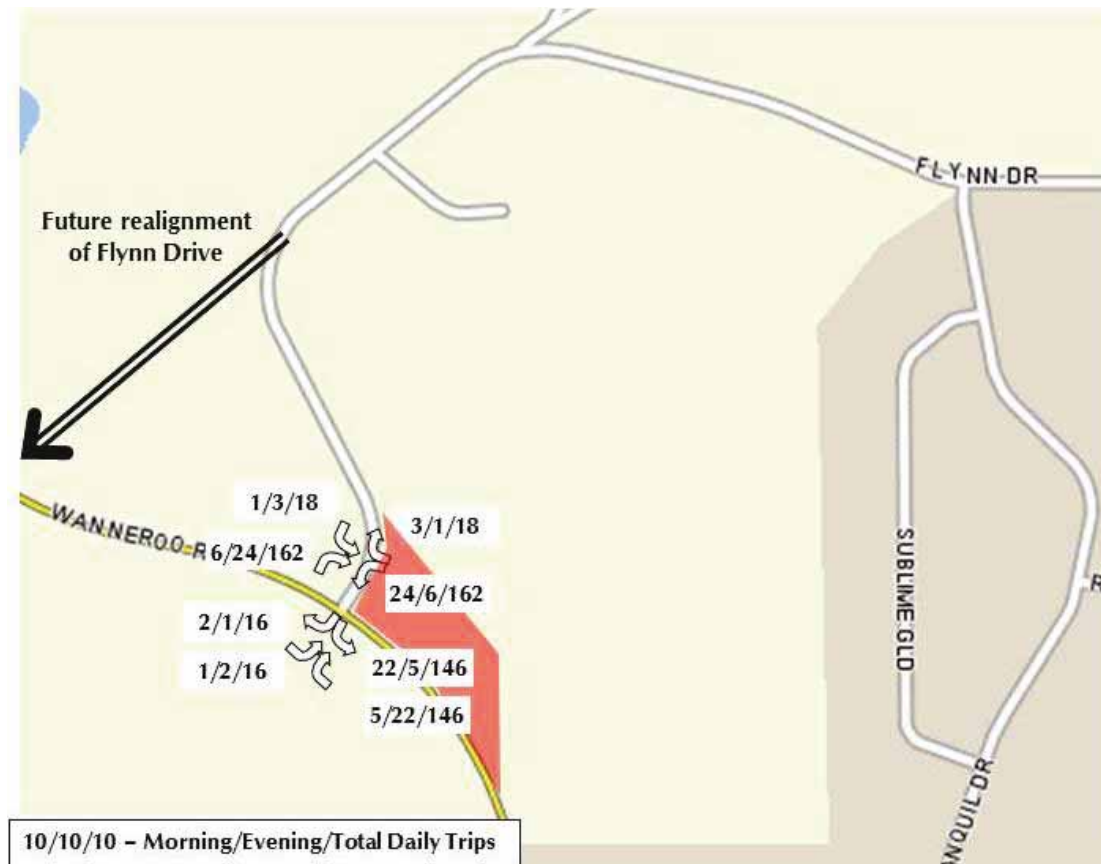 FLYNN DR
Future realignment
of Flynn Drive
WANNEROO R
1/3/18
3/1/18
6/24/162
24/6/162
2/1/16
1/2/16
22/5/146
5/22/146
SUBLIME GLD
R
ANQUIL DR
10/10/10 – Morning/Evening/Total Daily Trips